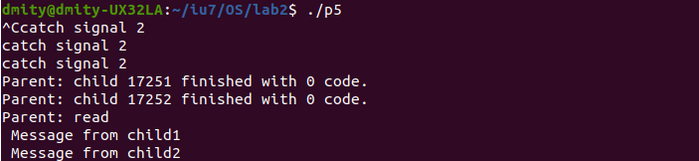 dmity@dmity-UX32LA:~/iu7/OS/lab2$ ./p5
^Ccatch signal 2
catch signal 2
catch signal 2
Parent: child 17251 finished with 0 code.
Parent: child 17252 finished with 0 code.
Parent: read
 Message from child1
 Message from child2